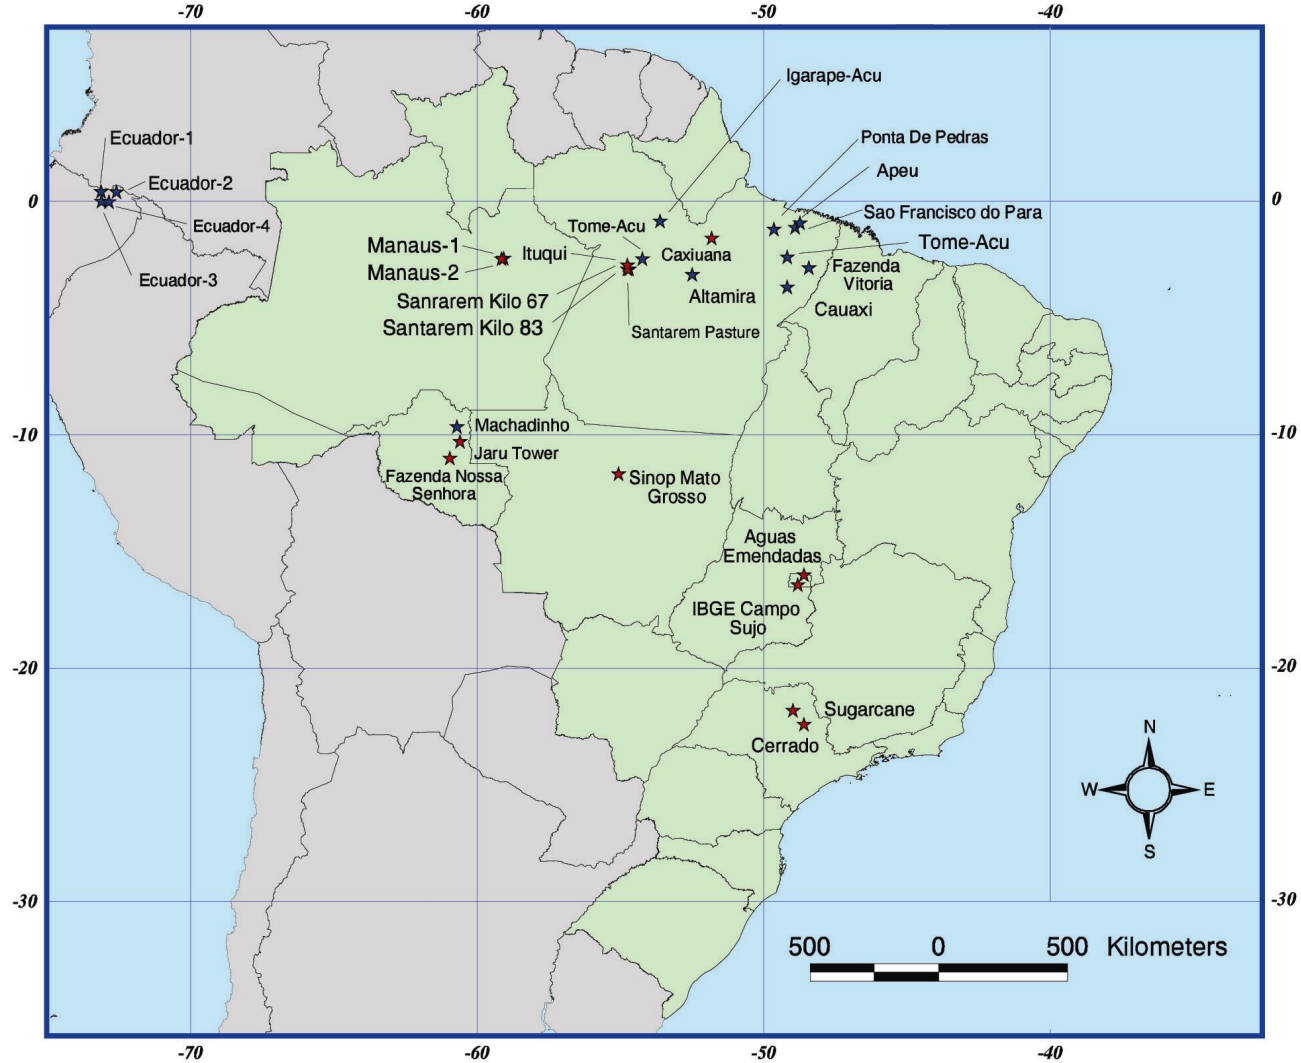 -70
-60
-50
-40
Igarape-Acu
Ecuador-1
Ponta De Pedras
Apeu
Ecuador-2
0
0
Sao Francisco do Para
Ecuador-4
Tome-Acu
Tome-Acu
Manaus-1
Ituqui
Caxiuana
Manaus-2
Fazenda
Vitoria
Ecuador-3
Sanrarem Kilo 67
Altamira
Cauaxi
Santarem Kilo 83
Santarem Pasture
-10
-10
Machadinho
Jaru Tower
Fazenda Nossa
Senhora
Sinop Mato
Grosso
Aguas
Emendadas
IBGE Campo
Sujo
-20
-20
Sugarcane
Cerrado
N
W
E
S
-30
-30
500
0
500
Kilometers
-70
-60
-50
-40